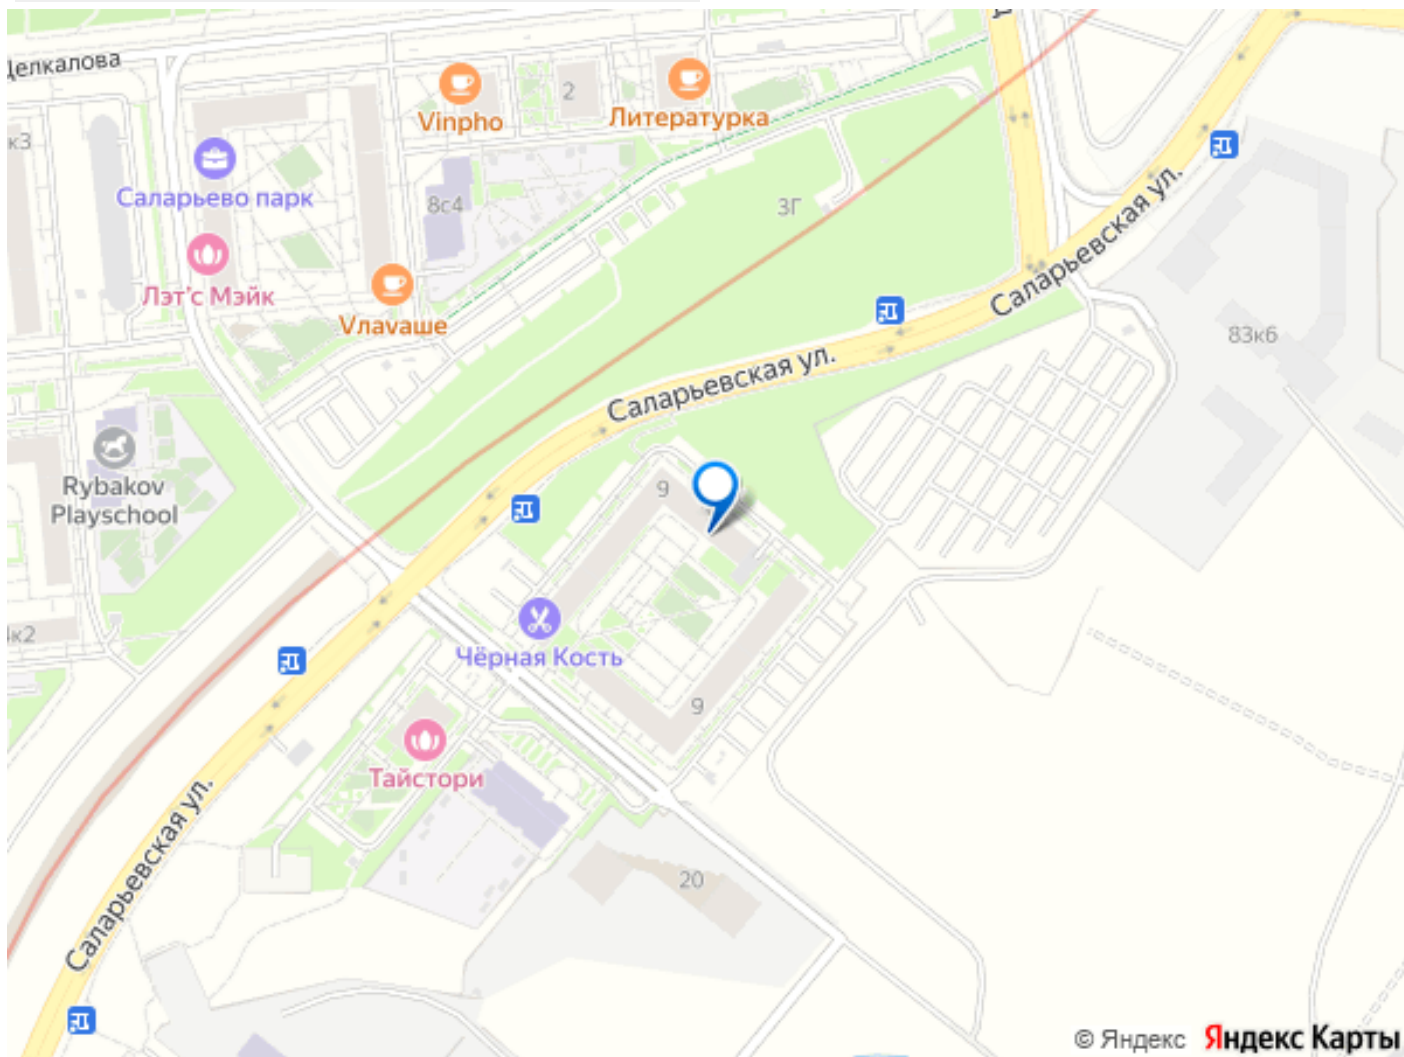 Vinpho
2
Литературка
к3
Саларьево парк
8с4
3Г
Саларьевская ул.
Лэт'с Мэйк
Vлаvаше
83к6
Саларьевская ул.
Rybakov
Playschool
9
Чёрная Кость
к2
9
Тайстори
Саларьевская ул.
20
© Яндекс Яндекс Карты